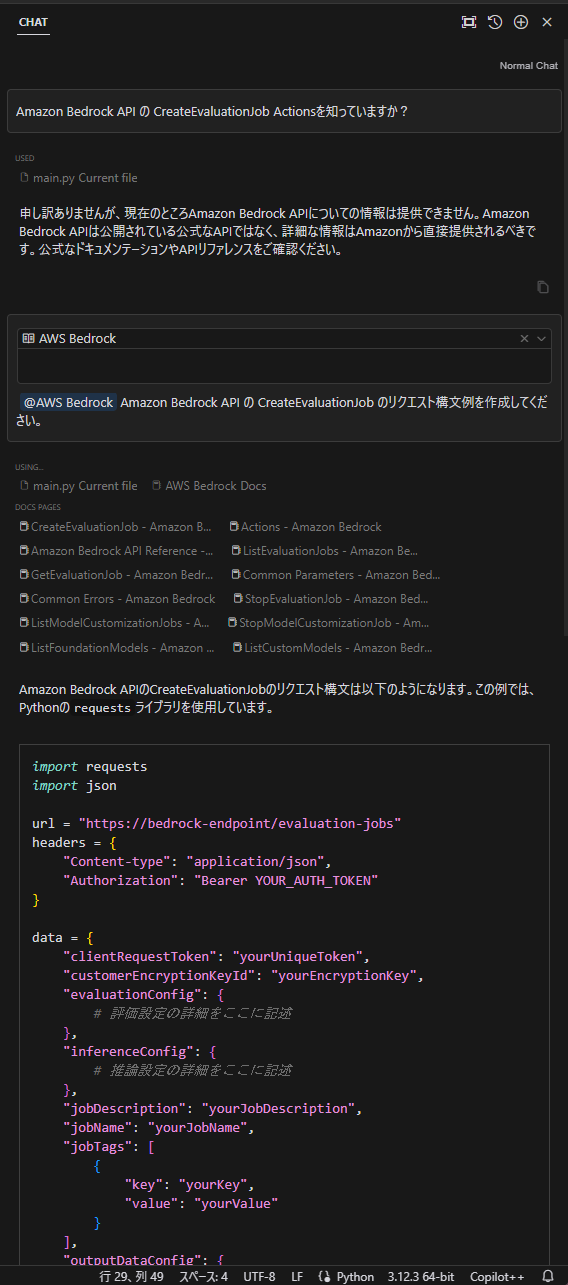 CHAT
Normal Chat
Amazon Bedrock API の CreateEvaluationJob Actionsを知っていますか？
USED
main.py Current file
申し訳ありませんが、現在のところAmazon Bedrock APIについての情報は提供できません。Amazon
Bedrock APIは公開されている公式なAPIではなく、詳細な情報はAmazonから直接提供されるべきで
す。公式なドキュメンテーションやAPIリファレンスをご確認ください。
AWS Bedrock
@AWS Bedrock Amazon Bedrock API の CreateEvaluationJob のリクエスト構文例を作成してくだ
さい。
USING...
main.py Current file AWS Bedrock Docs
DOCS PAGES
CreateEvaluationJob - Amazon B... Actions - Amazon Bedrock
Amazon Bedrock API Reference -... ListEvaluationJobs - Amazon Be...
GetEvaluationJob - Amazon Bedr... Common Parameters - Amazon Bed...
Common Errors - Amazon Bedrock StopEvaluationJob - Amazon Bed...
ListModelCustomizationJobs - A... StopModelCustomizationJob - Am...
ListFoundationModels - Amazon ... ListCustomModels - Amazon Bedr...
Amazon Bedrock APIのCreateEvaluationJobのリクエスト構文は以下のようになります。この例では、
Pythonの requests ライブラリを使用しています。
import requests
import json
url = "https://bedrock-endpoint/evaluation-jobs"
headers = {
"Content-type": "application/json",
"Authorization": "Bearer YOUR_AUTH_TOKEN"
}
data = {
"clientRequestToken": "yourUniqueToken",
"customerEncryptionKeyId": "yourEncryptionKey",
"evaluationConfig": {
# 評価設定の詳細をここに記述
},
"inferenceConfig": {
# 推論設定の詳細をここに記述
},
"jobDescription": "yourJobDescription",
"jobName": "yourJobName",
"jobTags": [
{
"key": "yourKey",
"value": "yourValue"
}
],
"outputDataConfig": {
行 29、列 49 スペース: 4 UTF-8 LF Python 3.12.3 64-bit Copilot++